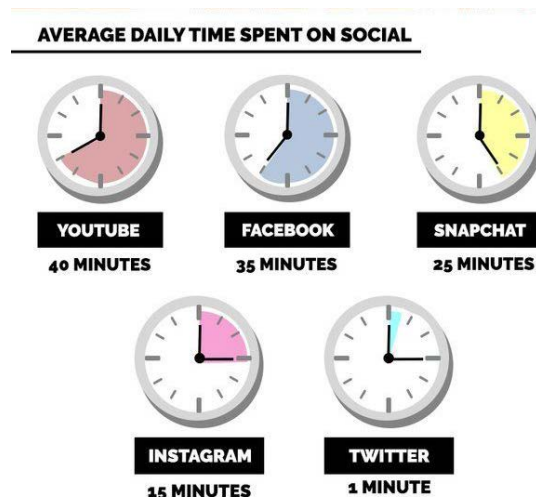 AVERAGE DAILY TIME SPENT ON SOCIAL
YOUTUBE
40 MINUTES
FACEBOOK
35 MINUTES
SNAPCHAT
25 MINUTES
INSTAGRAM
15 MINUTES
TWITTER
1 MINUTE